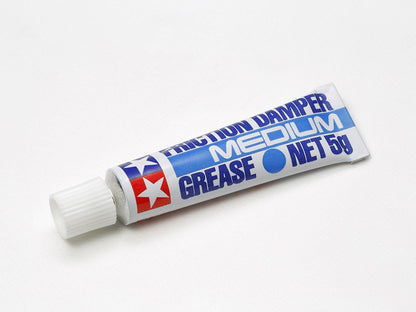 FRICTION DAMPER
MEDIUM
GREASE NET 5g